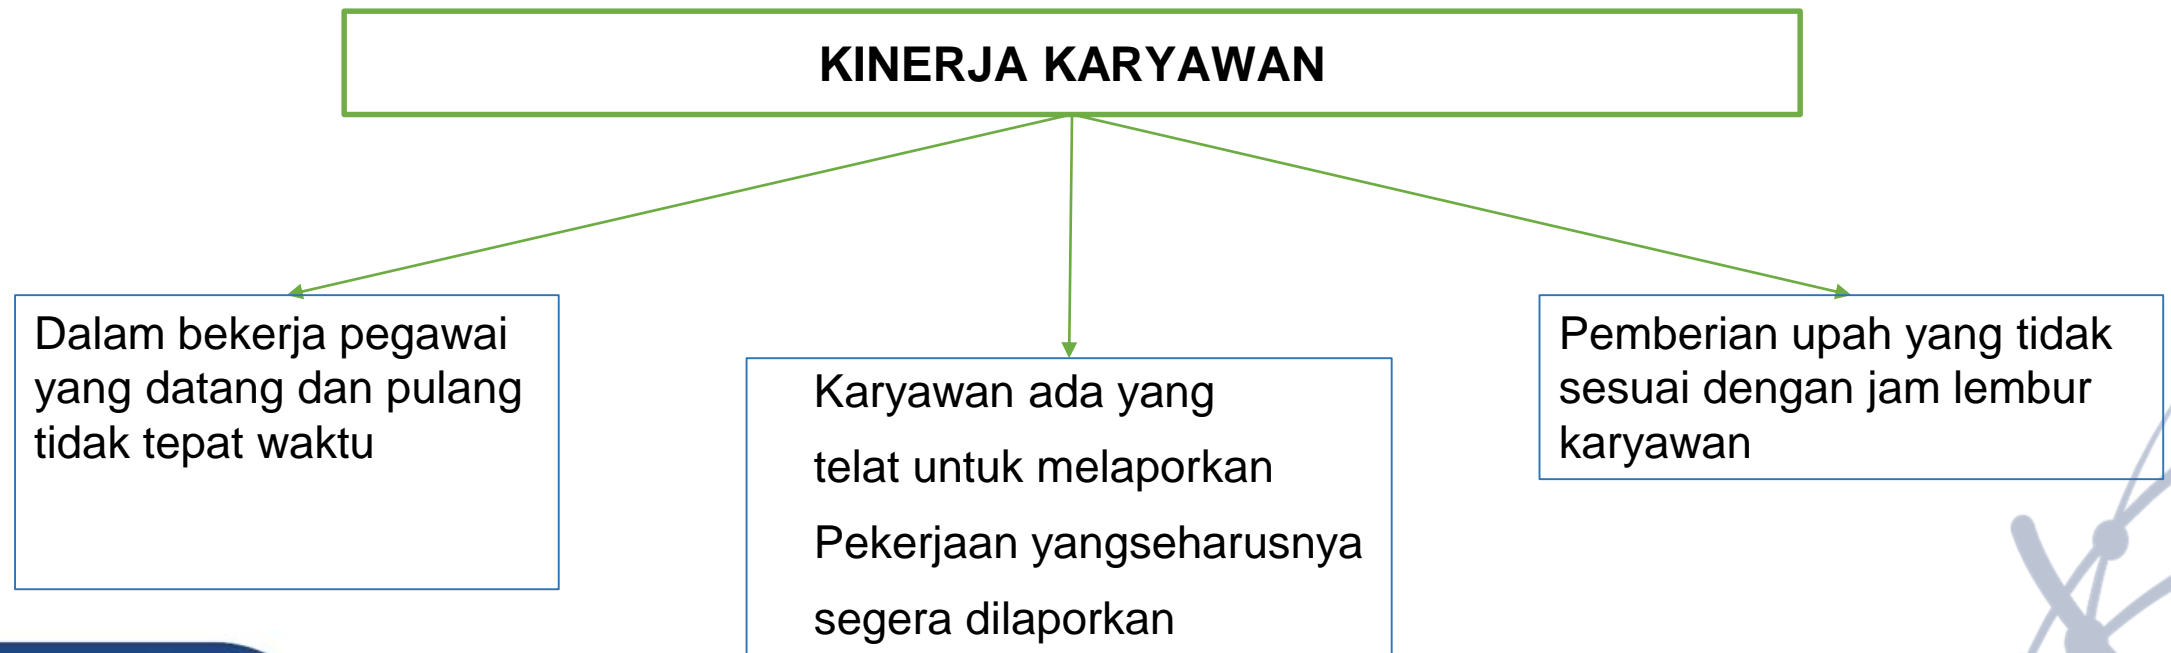 KINERJA KARYAWAN
Dalam bekerja pegawai
yang datang dan pulang
tidak tepat waktu
Karyawan ada yang
telat untuk melaporkan
Pekerjaan yangseharusnya
segera dilaporkan
Pemberian upah yang tidak
sesuai dengan jam lembur
karyawan